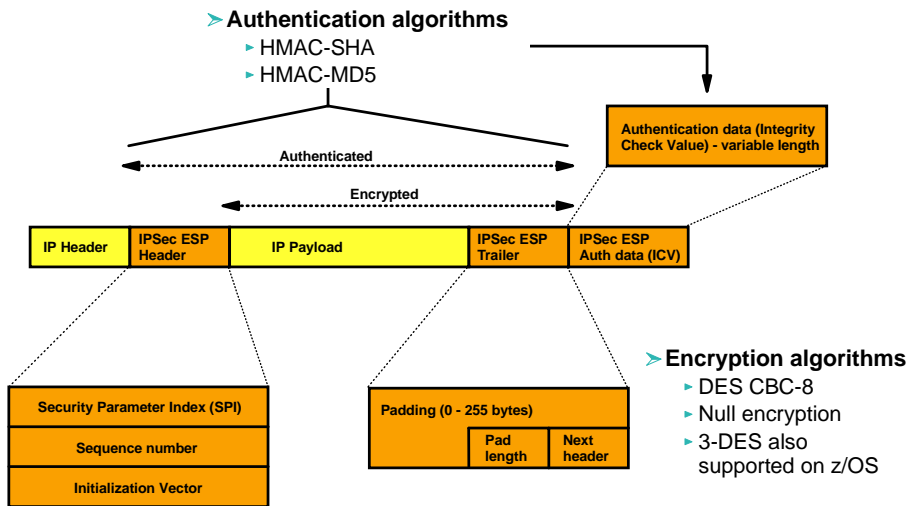 Authentication algorithms
HMAC-SHA
HMAC-MD5
Authentication data (Integrity
Check Value) - variable length
Authenticated
Encrypted
IP Header
IPSec ESP
Header
IP Payload
IPSec ESP
Trailer
IPSec ESP
Auth data (ICV)
Security Parameter Index (SPI)
Sequence number
Initialization Vector
Padding (0 - 255 bytes)
Pad
length
Next
header
Encryption algorithms
DES CBC-8
Null encryption
3-DES also
supported on z/OS